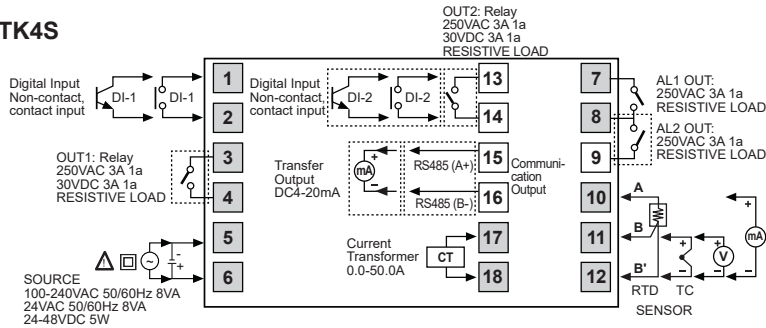 TK4S
OUT2: Relay
250VAC 3A 1a
30VDC 3A 1a
RESISTIVE LOAD
Digital Input
Non-contact,
contact input
DI-1
DI-1
1
2
Digital Input
Non-contact,
contact input
DI-2
DI-2
13
14
7
8
9
AL1 OUT:
250VAC 3A 1a
RESISTIVE LOAD
AL2 OUT:
250VAC 3A 1a
RESISTIVE LOAD
OUT1: Relay
250VAC 3A 1a
30VDC 3A 1a
RESISTIVE LOAD
3
4
Transfer
Output
DC4-20mA
+
mA
-
RS485 (A+)
RS485 (B-)
15
16
Communi-
cation
Output
10
11
12
A
B
B'
RTD
+
-
TC
+
V
-
+
mA
-
SENSOR
Current
Transformer
0.0-50.0A
CT
17
18
5
6
~
-
+
SOURCE
100-240VAC 50/60Hz 8VA
24VAC 50/60Hz 8VA
24-48VDC 5W